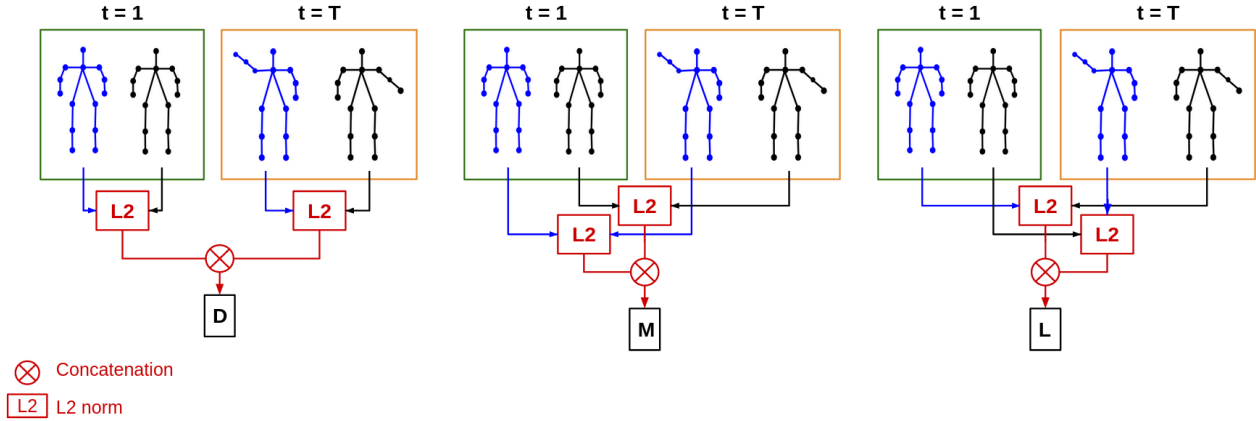 t = 1 t = T t = 1 t = T t = 1 t = T
L2 L2 L2 L2
L2 L2
D M L
Concatenation
L2 L2 norm